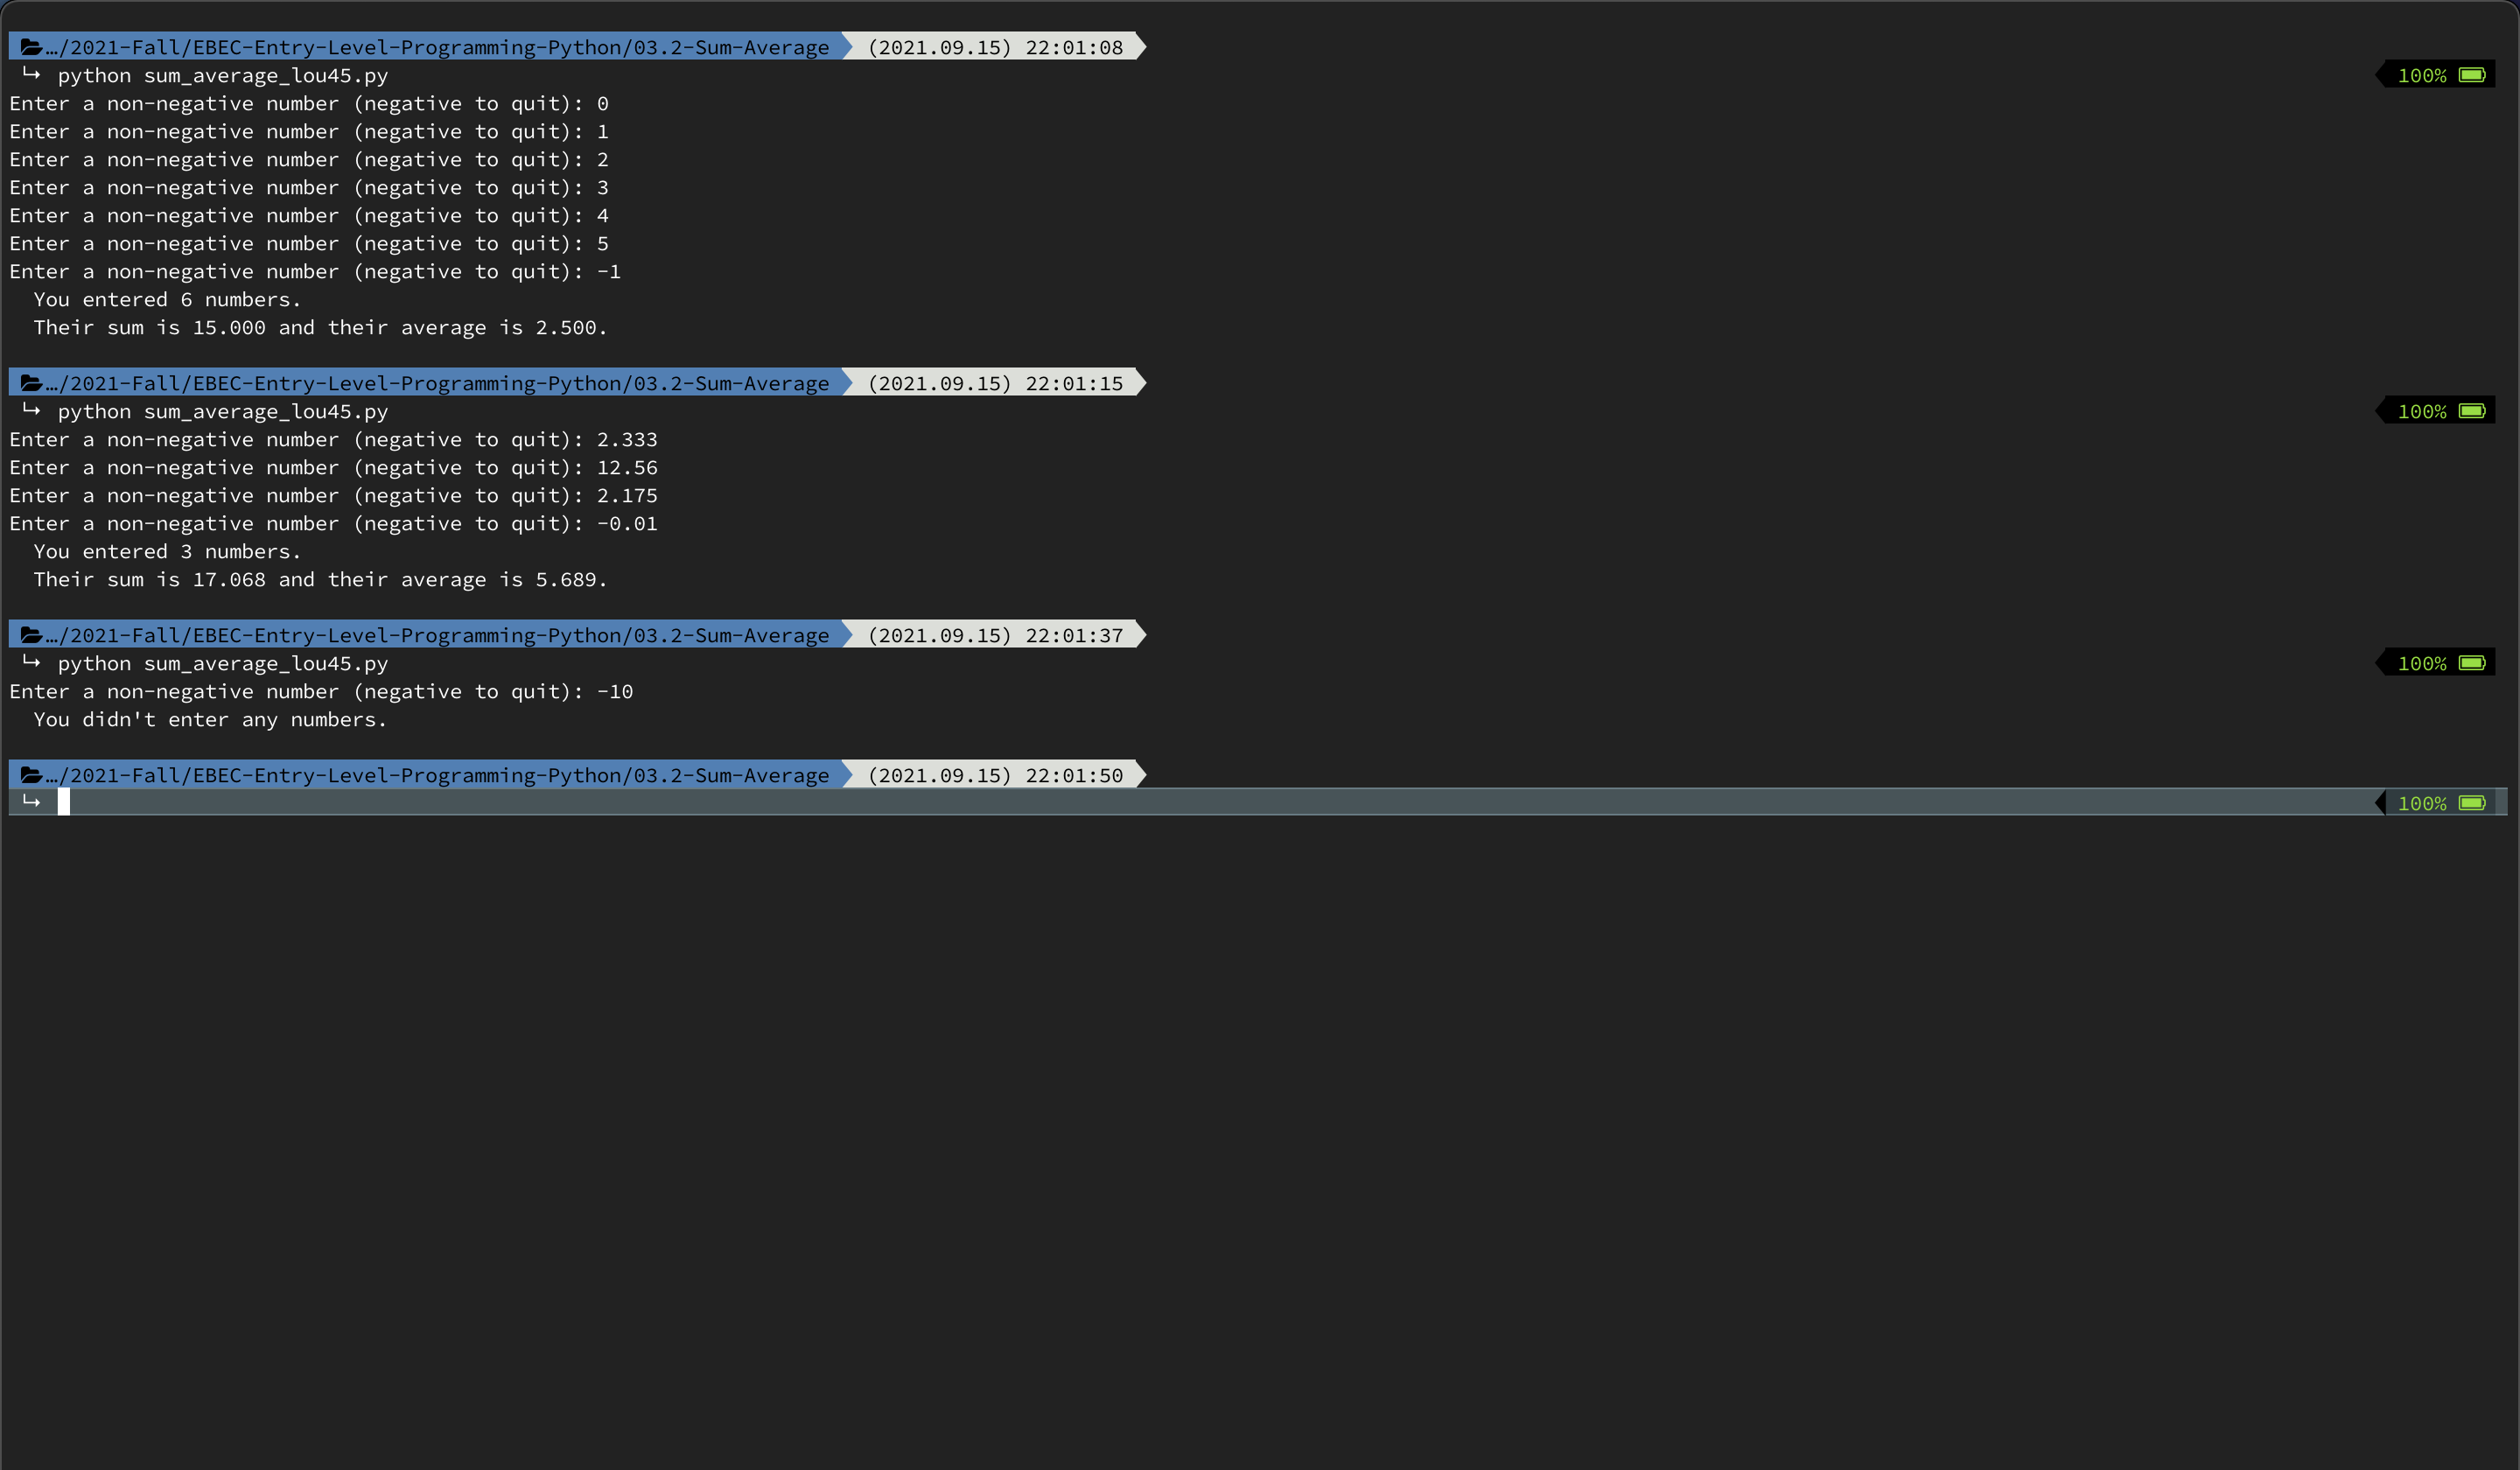 …/2021-Fall/EBEC-Entry-Level-Programming-Python/03.2-Sum-Average (2021.09.15) 22:01:08
↳ python sum_average_lou45.py 100%
Enter a non-negative number (negative to quit): 0
Enter a non-negative number (negative to quit): 1
Enter a non-negative number (negative to quit): 2
Enter a non-negative number (negative to quit): 3
Enter a non-negative number (negative to quit): 4
Enter a non-negative number (negative to quit): 5
Enter a non-negative number (negative to quit): -1
You entered 6 numbers.
Their sum is 15.000 and their average is 2.500.
…/2021-Fall/EBEC-Entry-Level-Programming-Python/03.2-Sum-Average (2021.09.15) 22:01:15
↳ python sum_average_lou45.py 100%
Enter a non-negative number (negative to quit): 2.333
Enter a non-negative number (negative to quit): 12.56
Enter a non-negative number (negative to quit): 2.175
Enter a non-negative number (negative to quit): -0.01
You entered 3 numbers.
Their sum is 17.068 and their average is 5.689.
…/2021-Fall/EBEC-Entry-Level-Programming-Python/03.2-Sum-Average (2021.09.15) 22:01:37
↳ python sum_average_lou45.py 100%
Enter a non-negative number (negative to quit): -10
You didn't enter any numbers.
…/2021-Fall/EBEC-Entry-Level-Programming-Python/03.2-Sum-Average (2021.09.15) 22:01:50
↳ 100%